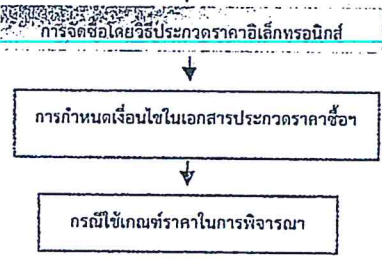 การจัดซื้อโดยวิธีประกวดราคาอิเล็กทรอนิกส์
การกำหนดเงื่อนไขในเอกสารประกวดราคาซื้อฯ
กรณีใช้เกณฑ์ราคาในการพิจารณา